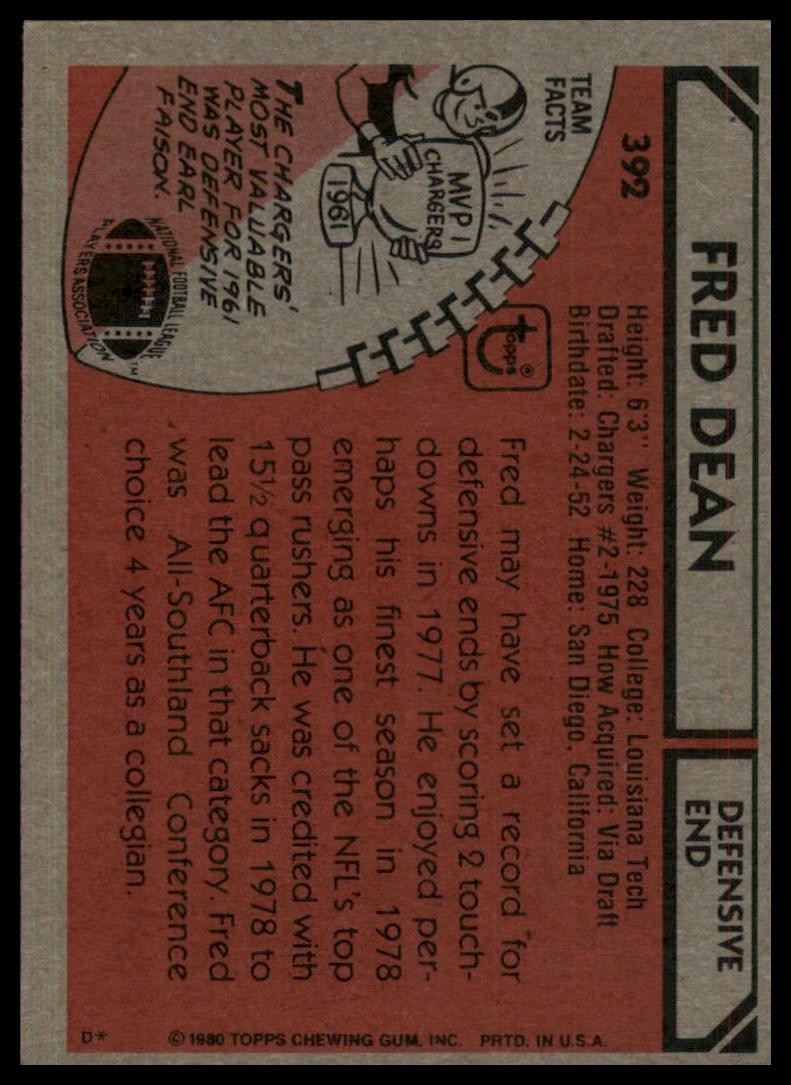 FRED DEAN
DEFENSIVE
END
392
Height: 6'3'' Weight: 228 College: Louisiana Tech
Drafted: Chargers #2-1975 How Acquired: Via Draft
Birthdate: 2-24-52 Home: San Diego, California
TEAM
FACTS
MVP!
CHARGERS
1961
THE CHARGERS'
MOST VALUABLE
PLAYER FOR 1961
WAS DEFENSIVE
END EARL
FAISON.
NATIONAL FOOTBALL LEAGUE
PLAYERS ASSOCIATION™
topps®
Fred may have set a record for
defensive ends by scoring 2 touch-
downs in 1977. He enjoyed per-
haps his finest season in 1978
emerging as one of the NFL's top
pass rushers. He was credited with
15½ quarterback sacks in 1978 to
lead the AFC in that category. Fred
was All-Southland Conference
choice 4 years as a collegian.
© 1980 TOPPS CHEWING GUM, INC. PRTD. IN U.S.A.
D*